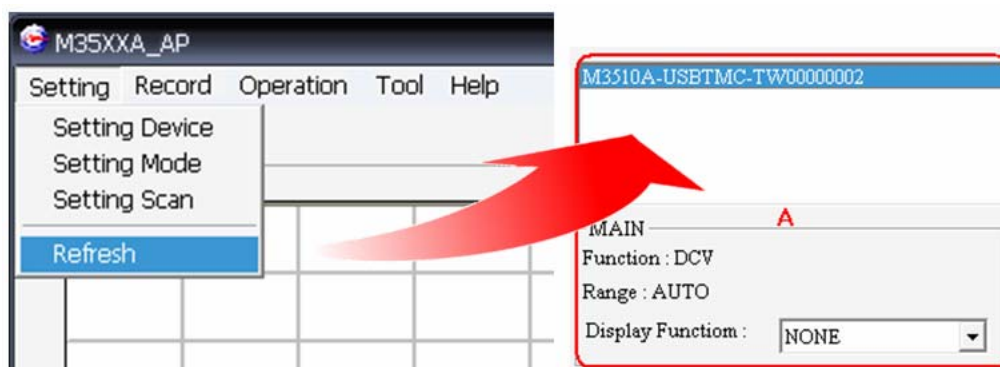 M35XXA_AP
Setting Record Operation Tool Help
Setting Device
Setting Mode
Setting Scan
Refresh
M3510A-USBTMC-TW00000002
A
MAIN
Function : DCV
Range : AUTO
Display Functiom : NONE